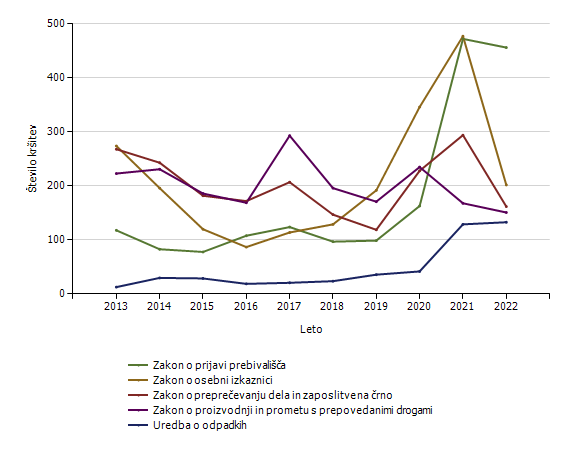 500
400
300
200
100
0
Število kršitev
2013 2014 2015 2016 2017 2018 2019 2020 2021 2022
Leto
Zakon o prijavi prebivališča
Zakon o osebni izkaznici
Zakon o preprečevanju dela in zaposlitve na črno
Zakon o proizvodnji in prometu s prepovedanimi drogami
Uredba o odpadkih